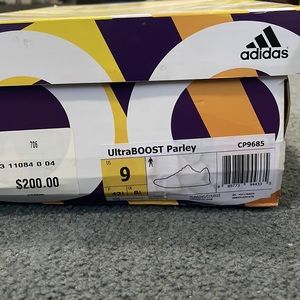 adidas
706
3 11084 0 04
$200.00
UltraBOOST Parley
CP9685
US
9